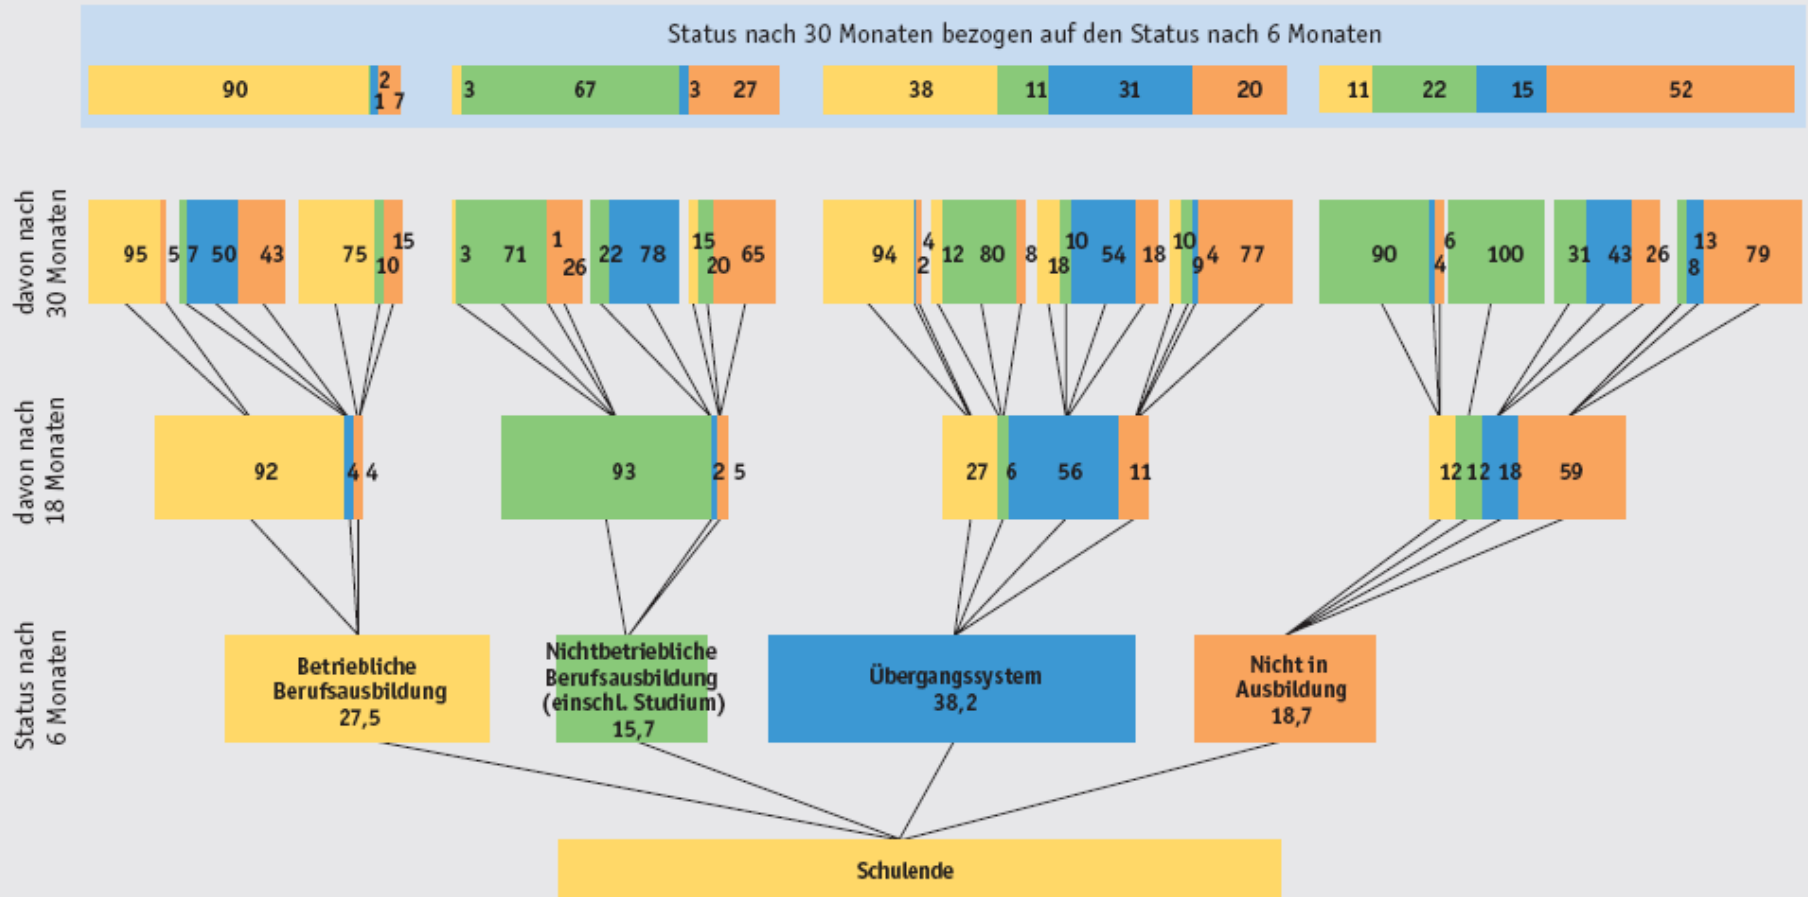 Status nach 30 Monaten bezogen auf den Status nach 6 Monaten
90 2 1 7 3 67 3 27 38 11 31 20 11 22 15 52
davon nach
30 Monaten
95 5 7 50 43 75 10 15 3 71 1 26 22 78 15 20 65 94 4 2 12 80 8 18 10 54 18 10 9 4 77 90 4 6 100 31 43 26 8 13 79
davon nach
18 Monaten
92 4 4 93 2 5 27 6 56 11 12 12 18 59
Status nach
6 Monaten
Betriebliche
Berufsausbildung
27,5
Nichtbetriebliche
Berufsausbildung
(einschl. Studium)
15,7
Übergangssystem
38,2
Nicht in
Ausbildung
18,7
Schulende